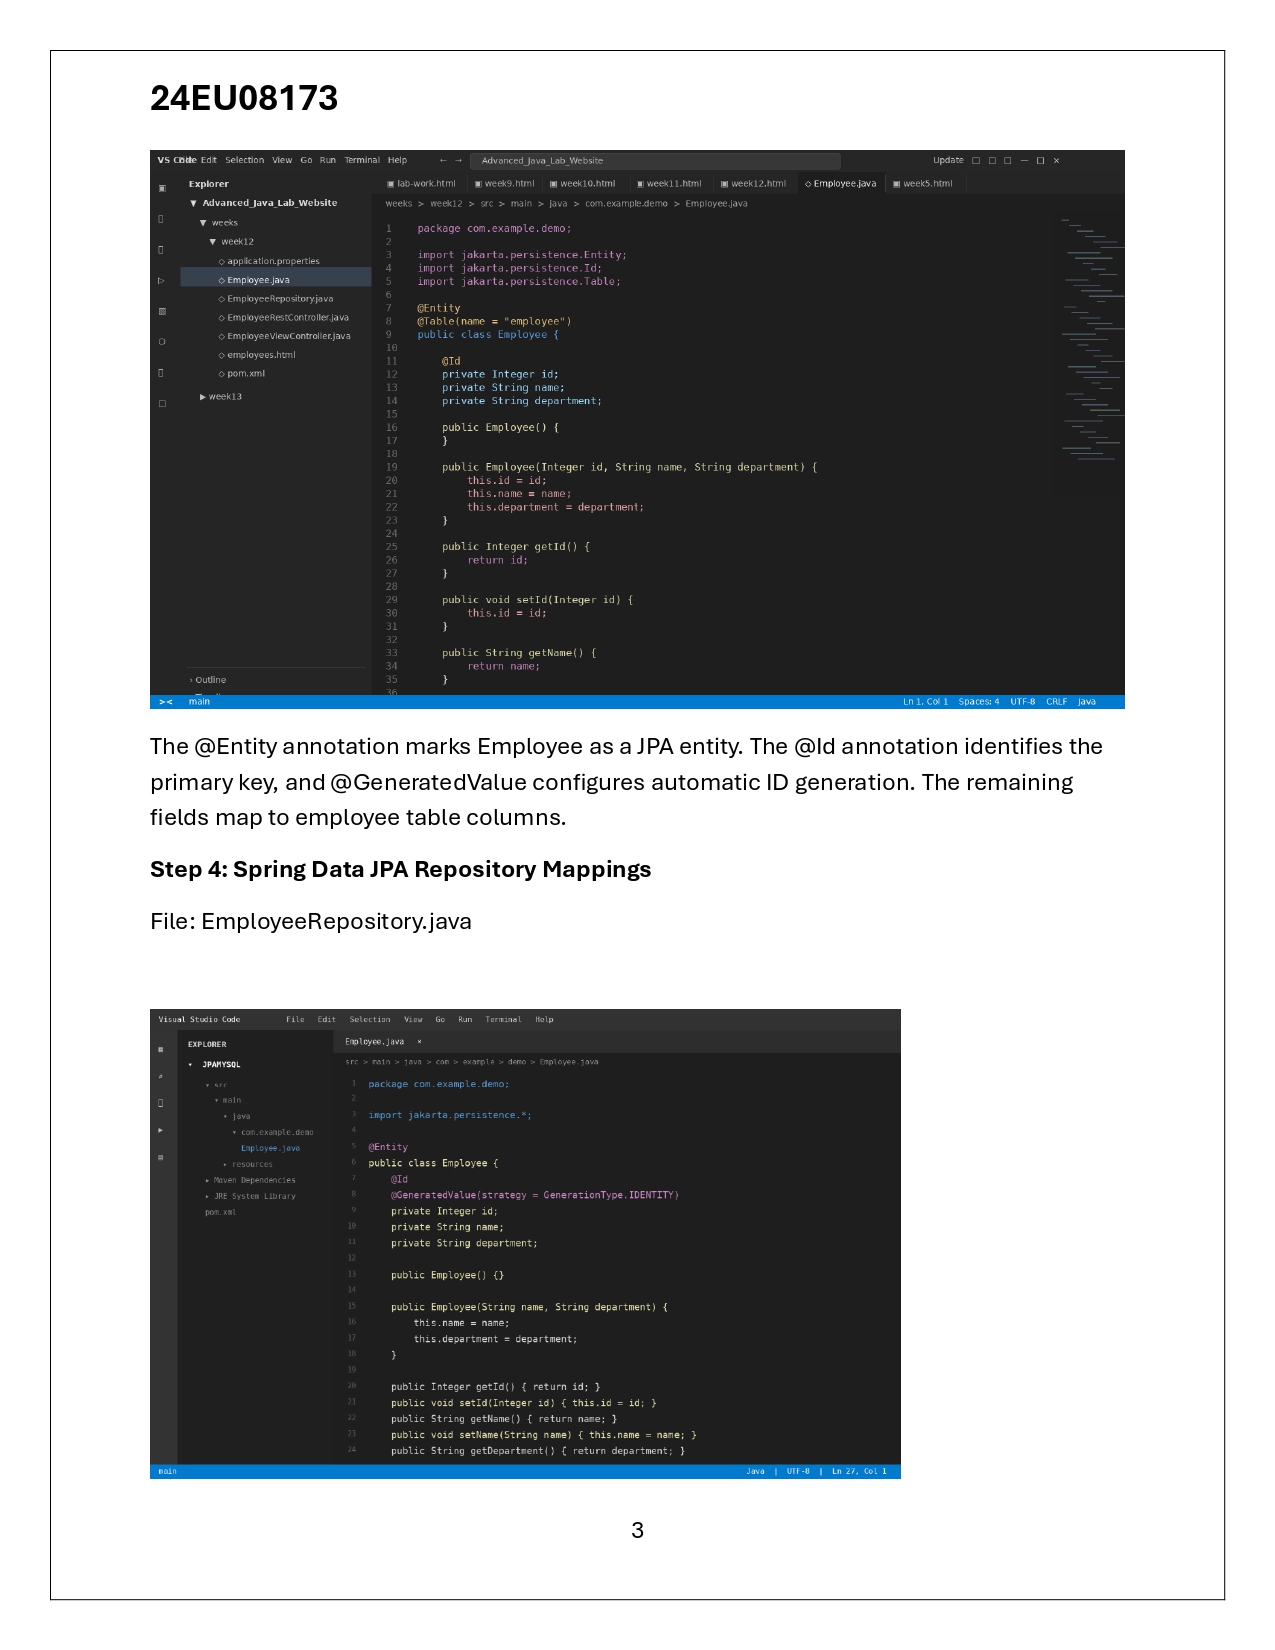 24EU08173
VS Code File Edit Selection View Go Run Terminal Help ← → Advanced_Java_Lab_Website Update
Explorer
▼ Advanced_Java_Lab_Website
▼ weeks
▼ week12
◇ application.properties
◇ Employee.java
◇ EmployeeRepository.java
◇ EmployeeRestController.java
◇ EmployeeViewController.java
◇ employees.html
◇ pom.xml
▶ week13
› Outline
lab-work.html week9.html week10.html week11.html week12.html ◇ Employee.java week5.html
weeks > week12 > src > main > java > com.example.demo > Employee.java
1 package com.example.demo;
2
3 import jakarta.persistence.Entity;
4 import jakarta.persistence.Id;
5 import jakarta.persistence.Table;
6
7 @Entity
8 @Table(name = "employee")
9 public class Employee {
10
11 @Id
12 private Integer id;
13 private String name;
14 private String department;
15
16 public Employee() {
17 }
18
19 public Employee(Integer id, String name, String department) {
20 this.id = id;
21 this.name = name;
22 this.department = department;
23 }
24
25 public Integer getId() {
26 return id;
27 }
28
29 public void setId(Integer id) {
30 this.id = id;
31 }
32
33 public String getName() {
34 return name;
35 }
36
>< main Ln 1, Col 1 Spaces: 4 UTF-8 CRLF Java
The @Entity annotation marks Employee as a JPA entity. The @Id annotation identifies the
primary key, and @GeneratedValue configures automatic ID generation. The remaining
fields map to employee table columns.
Step 4: Spring Data JPA Repository Mappings
File: EmployeeRepository.java
Visual Studio Code File Edit Selection View Go Run Terminal Help
EXPLORER
▾ JPAMYSQL
▾ src
▾ main
▾ java
▾ com.example.demo
Employee.java
▸ resources
▸ Maven Dependencies
▸ JRE System Library
pom.xml
Employee.java ×
src > main > java > com > example > demo > Employee.java
1 package com.example.demo;
2
3 import jakarta.persistence.*;
4
5 @Entity
6 public class Employee {
7 @Id
8 @GeneratedValue(strategy = GenerationType.IDENTITY)
9 private Integer id;
10 private String name;
11 private String department;
12
13 public Employee() {}
14
15 public Employee(String name, String department) {
16 this.name = name;
17 this.department = department;
18 }
19
20 public Integer getId() { return id; }
21 public void setId(Integer id) { this.id = id; }
22 public String getName() { return name; }
23 public void setName(String name) { this.name = name; }
24 public String getDepartment() { return department; }
main Java | UTF-8 | Ln 27, Col 1
3